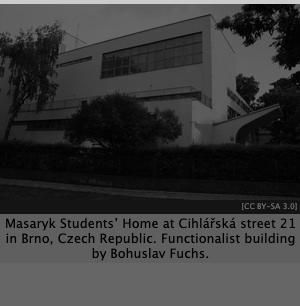 [CC BY-SA 3.0]
Masaryk Students' Home at Cihlářská street 21
in Brno, Czech Republic. Functionalist building
by Bohuslav Fuchs.